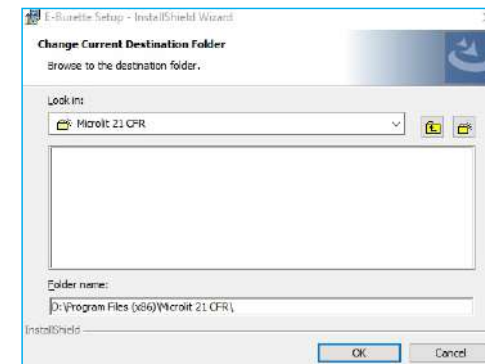 E-Burette Setup - InstallShield Wizard
Change Current Destination Folder
Browse to the destination folder.
Look in:
Microlit 21 CFR
Folder name:
D:\Program Files (x86)\Microlit 21 CFR\
InstallShield
OK
Cancel